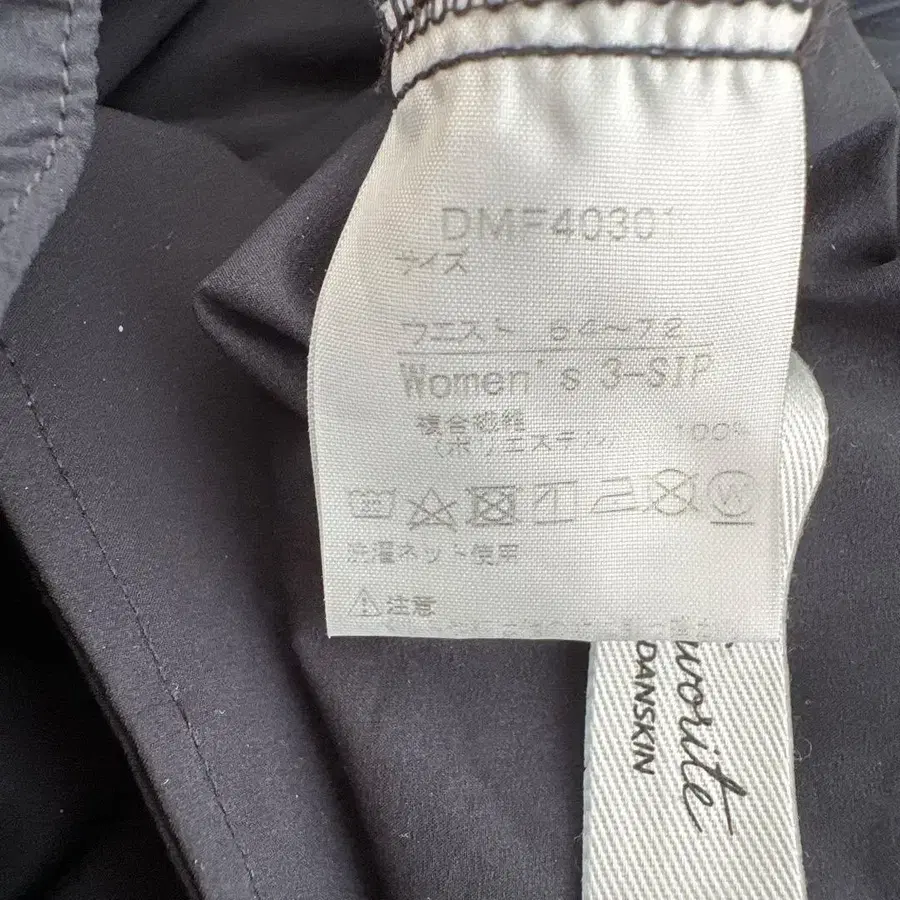 DMF40301
サイズ
ウエスト 64〜72
Women's 3-SIP
複合繊維
(ポリエステル) 100%
洗濯ネット使用
注意
DANSKIN